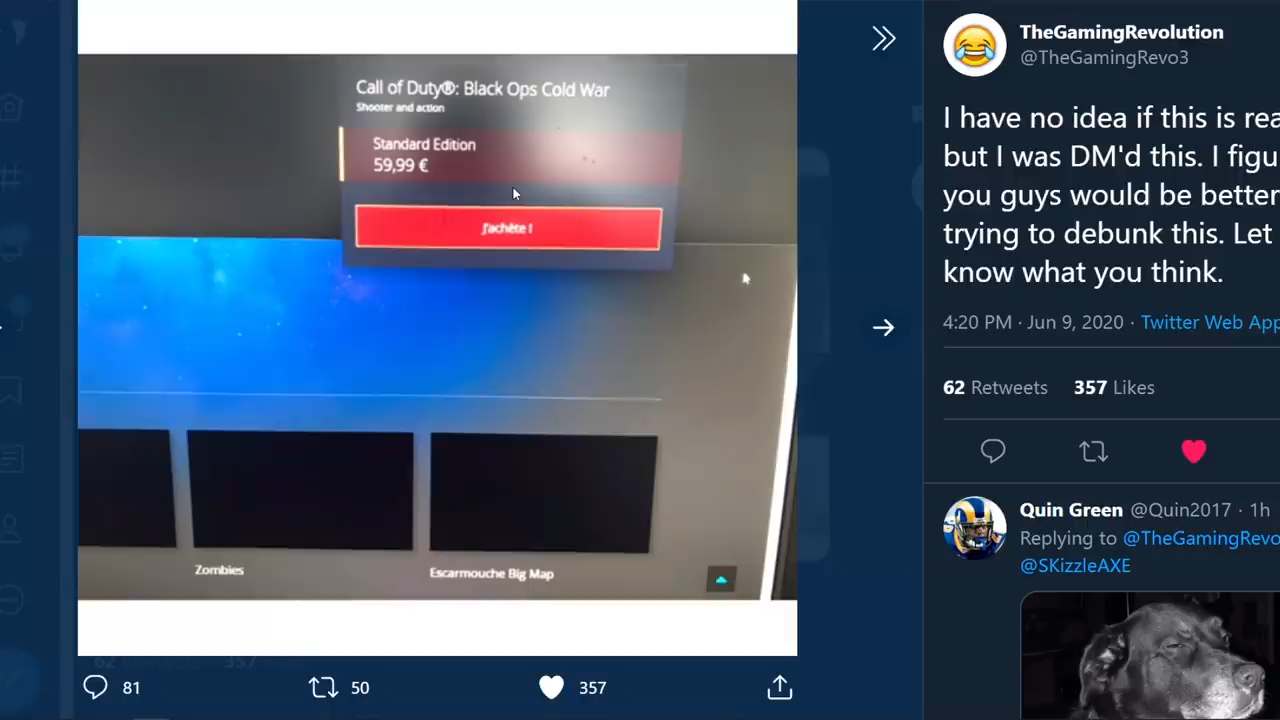 Call of Duty®: Black Ops Cold War
Shooter and action
Standard Edition
59,99 €
J'achète !
Zombies
Escarmouche Big Map
81
50
357
TheGamingRevolution
@TheGamingRevo3
I have no idea if this is rea
but I was DM'd this. I figu
you guys would be better
trying to debunk this. Let
know what you think.
4:20 PM · Jun 9, 2020 · Twitter Web App
62 Retweets 357 Likes
Quin Green @Quin2017 · 1h
Replying to @TheGamingRevo
@SKizzleAXE